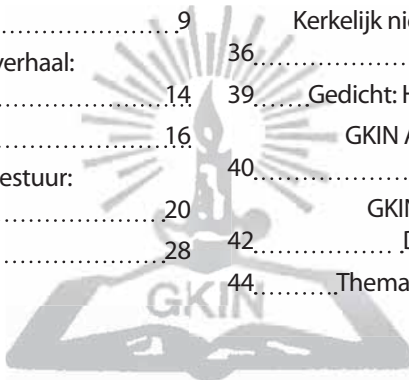 ..................9
verhaal:
..................14
..................16
estuur:
..................20
..................28
Kerkelijk nie
36
39.......Gedicht: H
GKIN A
40
GKIN
42..................D
44..........Thema
GKIN